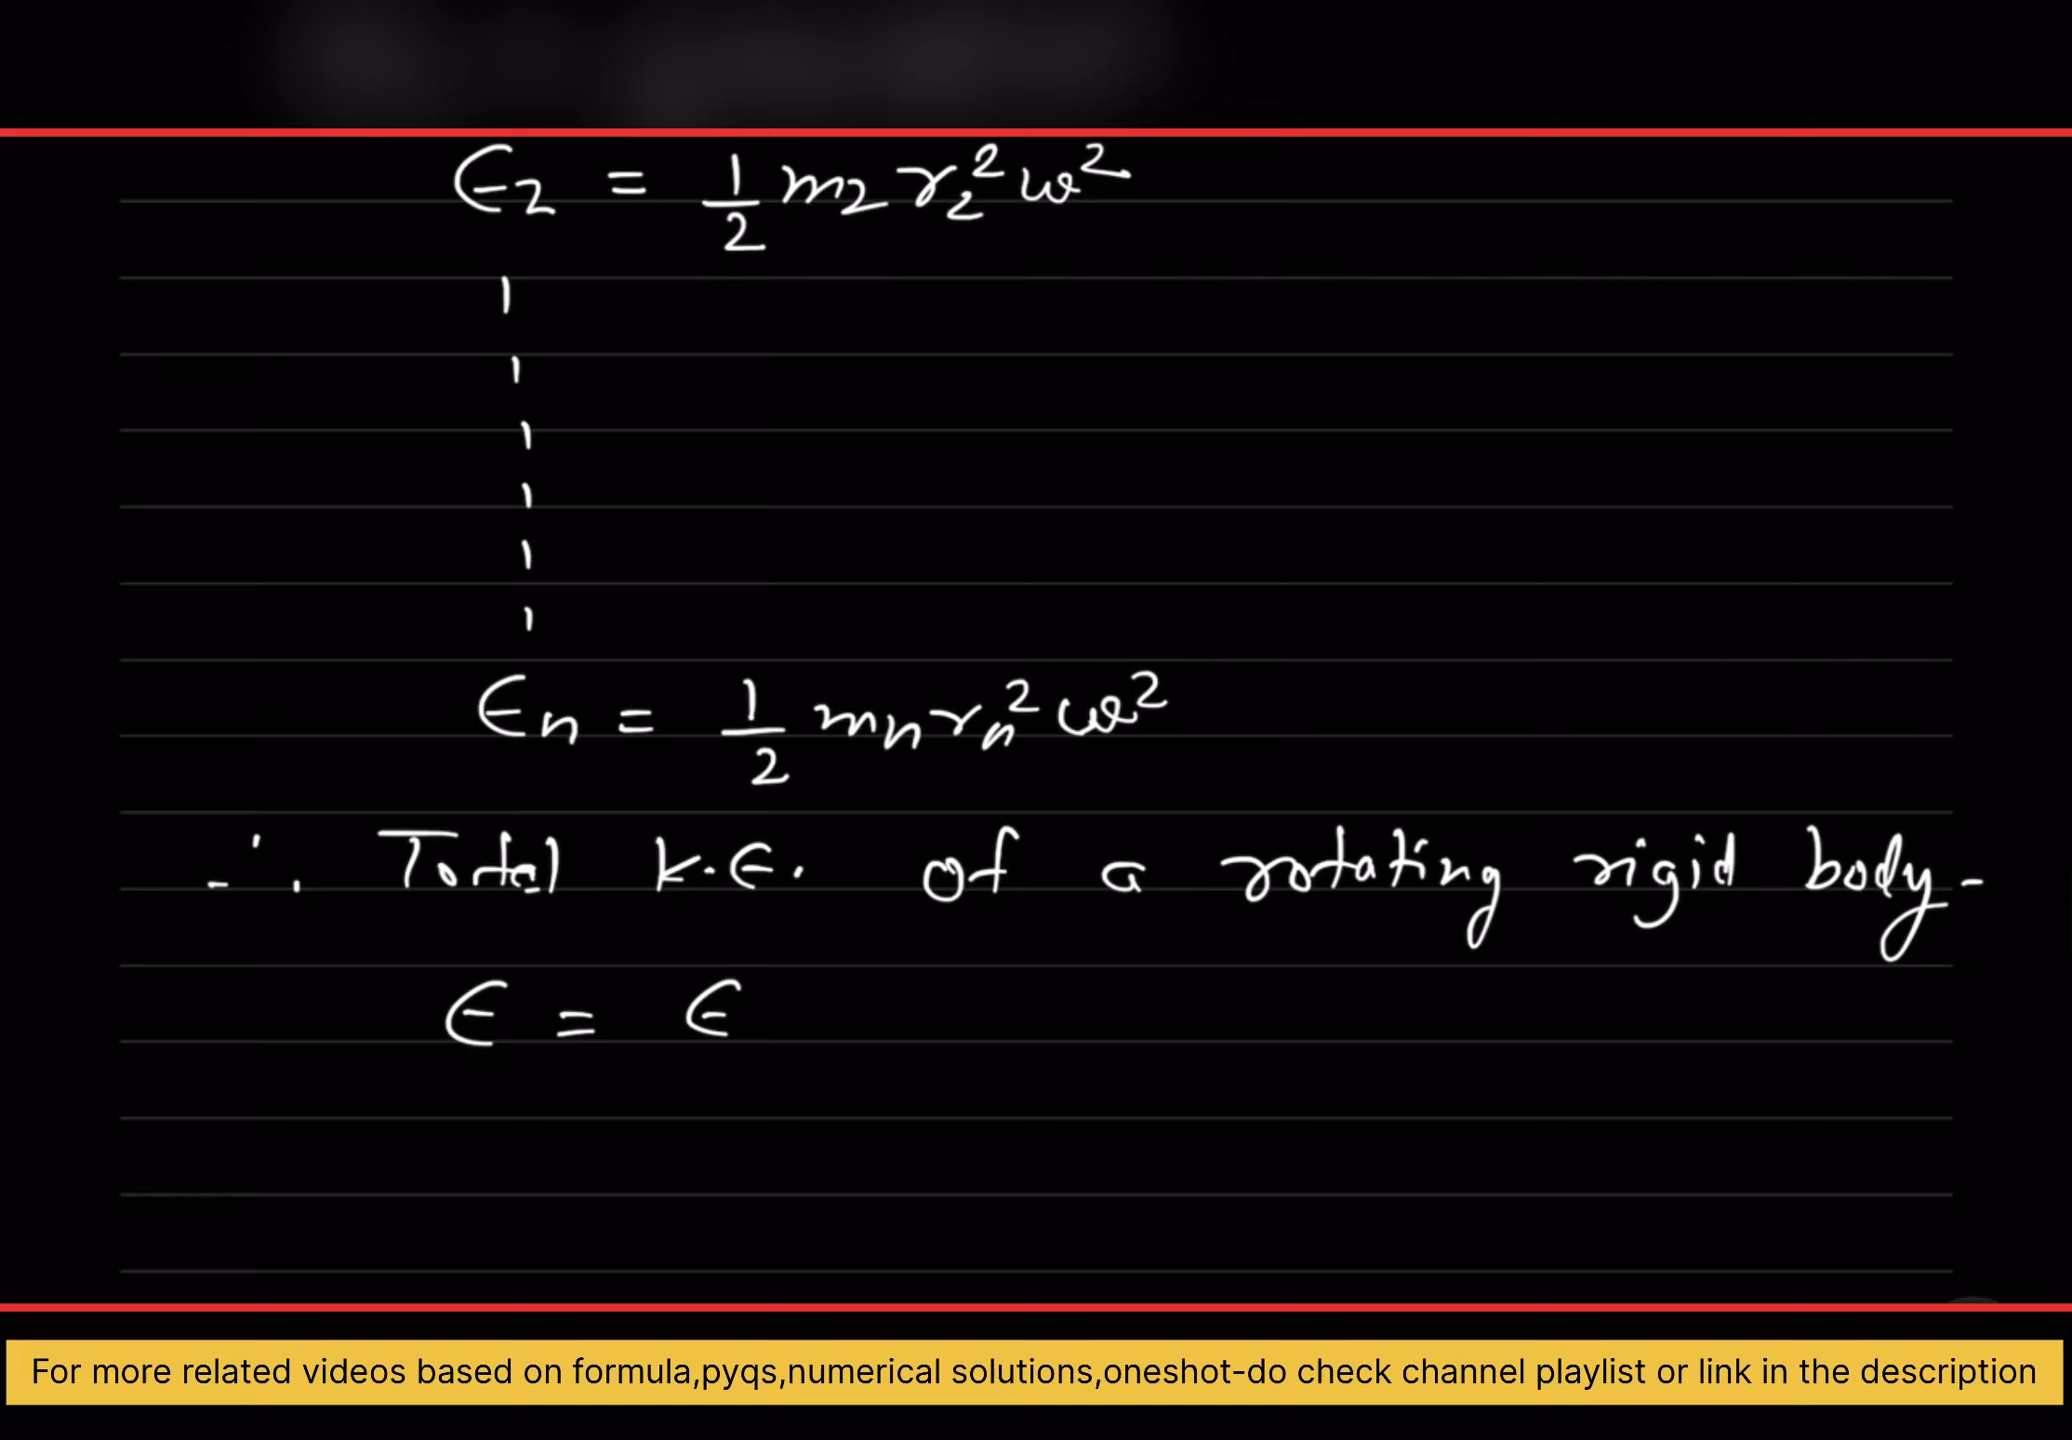 E₂ = 1/2 m₂ r₂² ω²
Eₙ = 1/2 mₙ rₙ² ω²
∴ Total K.E. of a rotating rigid body-
E = E
For more related videos based on formula,pyqs,numerical solutions,oneshot-do check channel playlist or link in the description